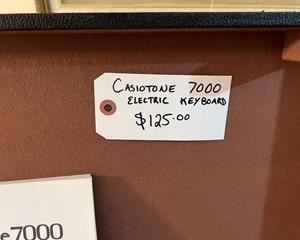 CASIOTONE 7000
ELECTRIC KEYBOARD
$125.00
e7000